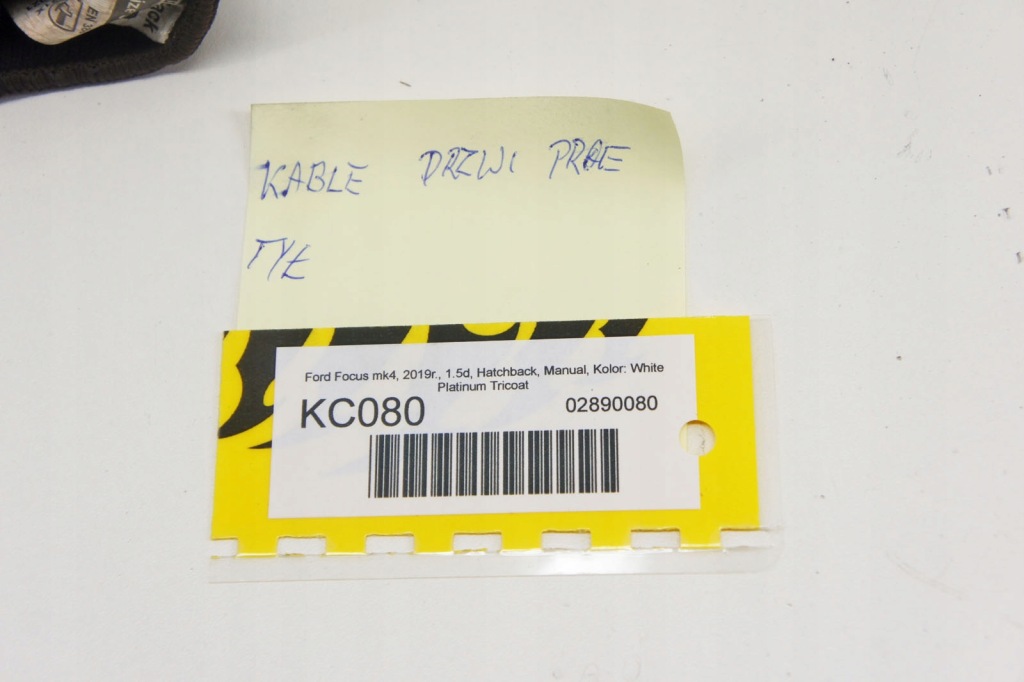 KABLE DRZWI PRAE
TYŁ
Ford Focus mk4, 2019r., 1.5d, Hatchback, Manual, Kolor: White
Platinum Tricoat
KC080 02890080